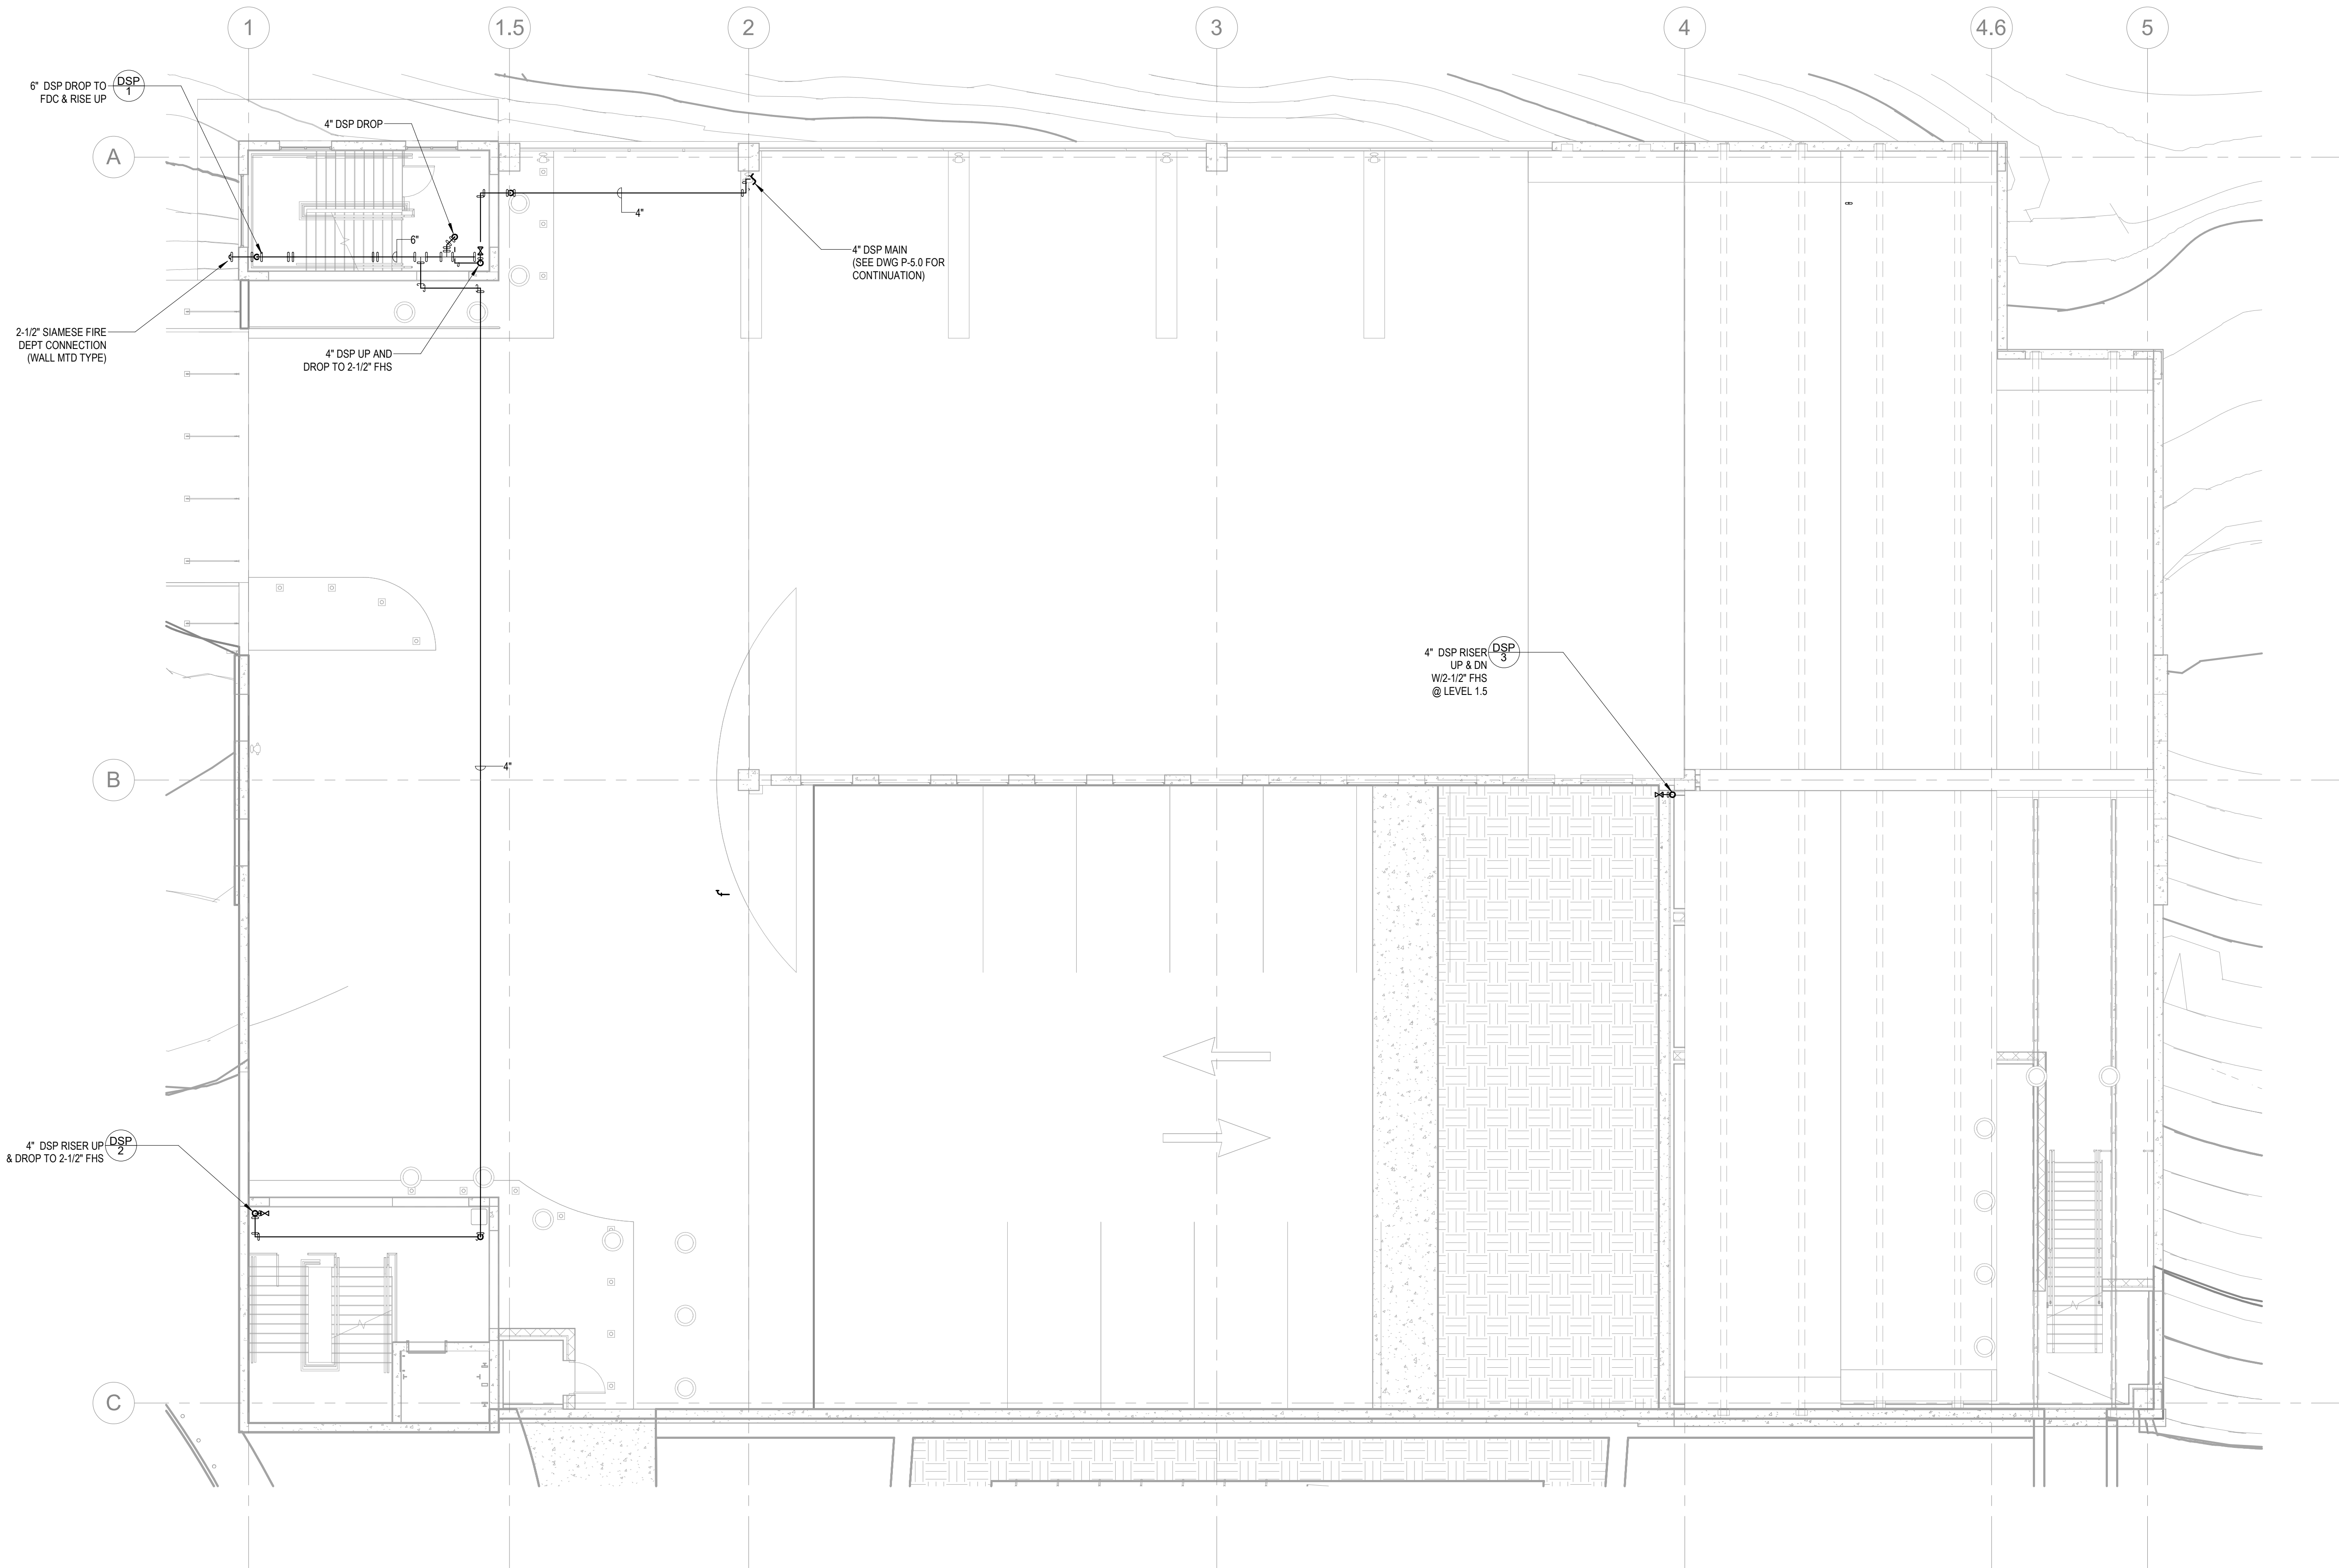 1
1.5
2
3
4
4.6
5
6" DSP DROP TO
FDC & RISE UP
DSP
1
4" DSP DROP
A
4"
6"
4" DSP MAIN
(SEE DWG P-5.0 FOR
CONTINUATION)
2-1/2" SIAMESE FIRE
DEPT CONNECTION
(WALL MTD TYPE)
4" DSP UP AND
DROP TO 2-1/2" FHS
4" DSP RISER
UP & DN
W/2-1/2" FHS
@ LEVEL 1.5
DSP
3
4"
B
4" DSP RISER UP
& DROP TO 2-1/2" FHS
DSP
2
C